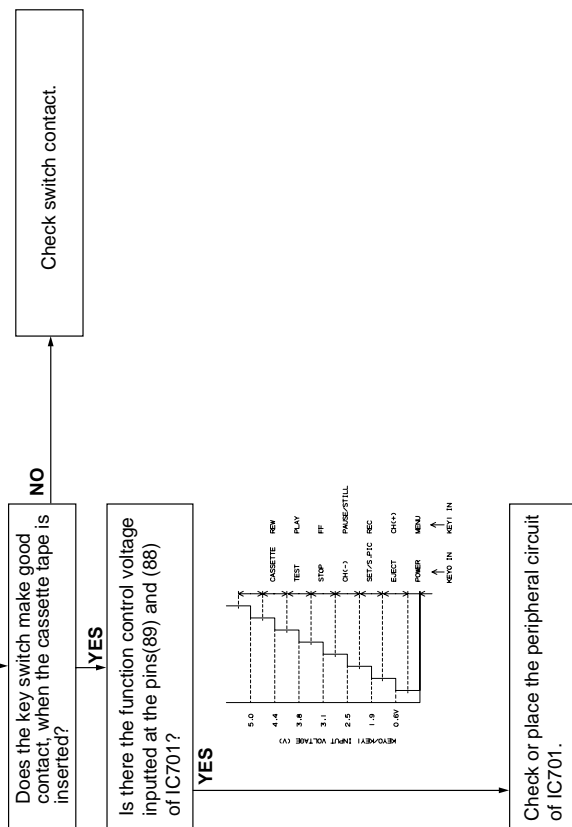 Does the key switch make good
contact, when the cassette tape is
inserted?
NO
Check switch contact.
YES
Is there the function control voltage
inputted at the pins(89) and (88)
of IC701?
YES
KEY0/KEY1 INPUT VOLTAGE (V)
5.0
4.4
3.8
3.1
2.5
1.9
0.6V
CASSETTE REW
TEST PLAY
STOP FF
CH(-) PAUSE/STILL
SET/S.PIC REC
EJECT CH(+)
POWER MENU
KEY0 IN KEY1 IN
Check or place the peripheral circuit
of IC701.